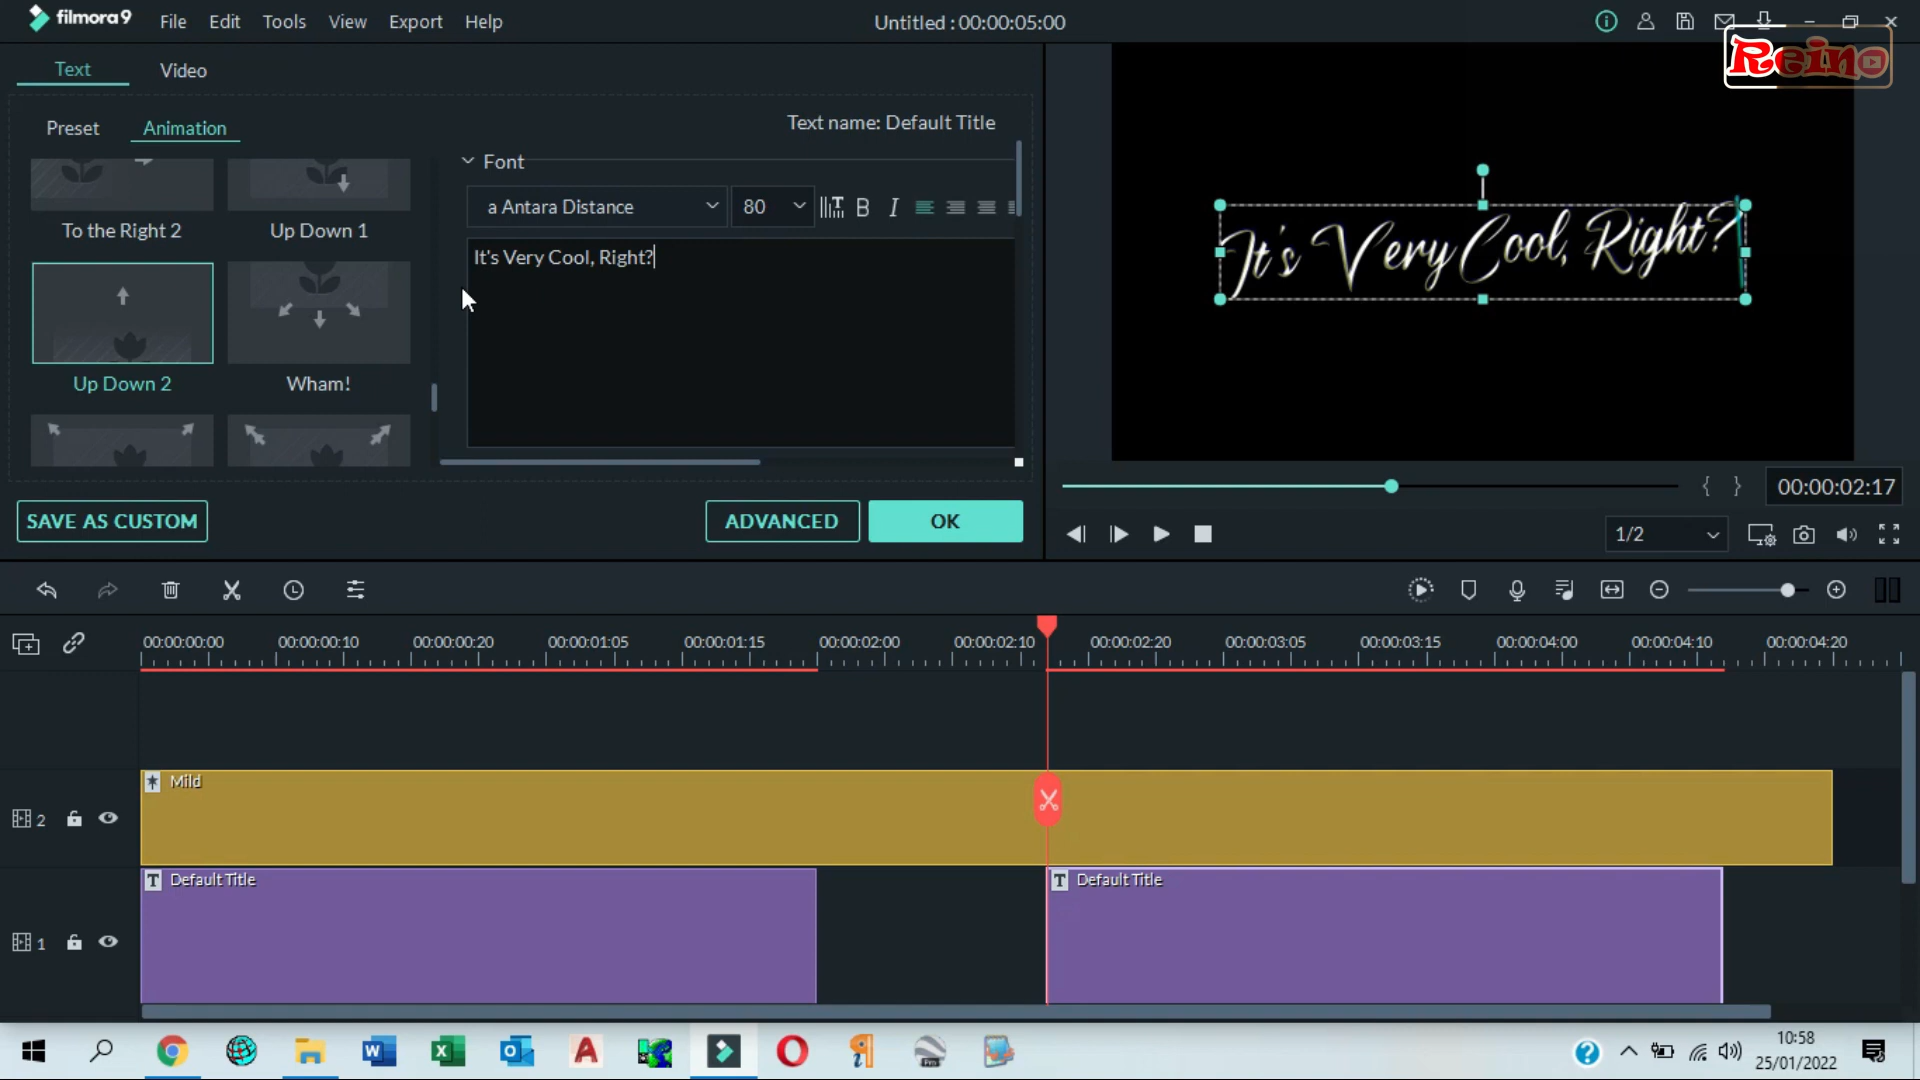 filmora9 File Edit Tools View Export Help Untitled : 00:00:05:00
Reino
Text Video
Preset Animation Text name: Default Title
Font
a Antara Distance 80 B I
It's Very Cool, Right?
It's Very Cool, Right?
To the Right 2 Up Down 1
Up Down 2 Wham!
{ } 00:00:02:17
SAVE AS CUSTOM ADVANCED OK
1/2
00:00:00:00 00:00:00:10 00:00:00:20 00:00:01:05 00:00:01:15 00:00:02:00 00:00:02:10 00:00:02:20 00:00:03:05 00:00:03:15 00:00:04:00 00:00:04:10 00:00:04:20
Mild
2
T Default Title T Default Title
1
10:58
25/01/2022